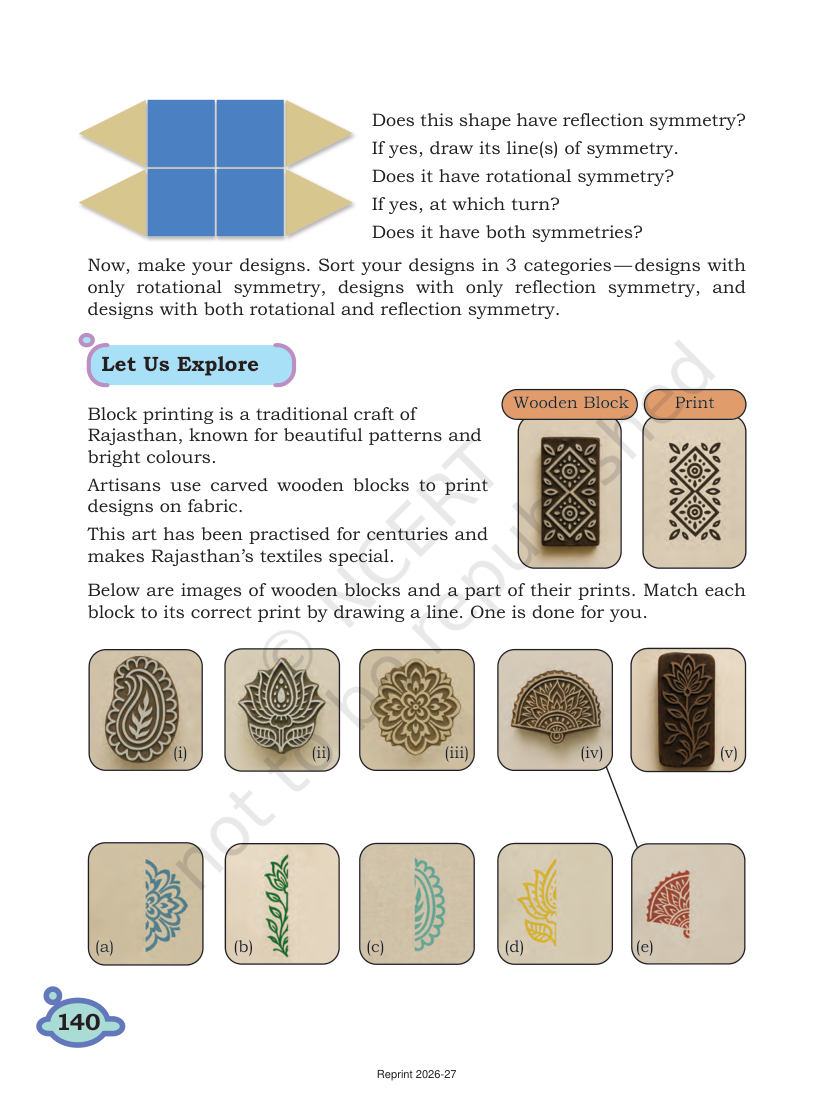 Does this shape have reflection symmetry?
If yes, draw its line(s) of symmetry.
Does it have rotational symmetry?
If yes, at which turn?
Does it have both symmetries?
Now, make your designs. Sort your designs in 3 categories—designs with
only rotational symmetry, designs with only reflection symmetry, and
designs with both rotational and reflection symmetry.
Let Us Explore
Wooden Block
Print
Block printing is a traditional craft of
Rajasthan, known for beautiful patterns and
bright colours.
Artisans use carved wooden blocks to print
designs on fabric.
This art has been practised for centuries and
makes Rajasthan's textiles special.
Below are images of wooden blocks and a part of their prints. Match each
block to its correct print by drawing a line. One is done for you.
(i)
(ii)
(iii)
(iv)
(v)
(a)
(b)
(c)
(d)
(e)
140
Reprint 2026-27
© NCERT
not to be republished